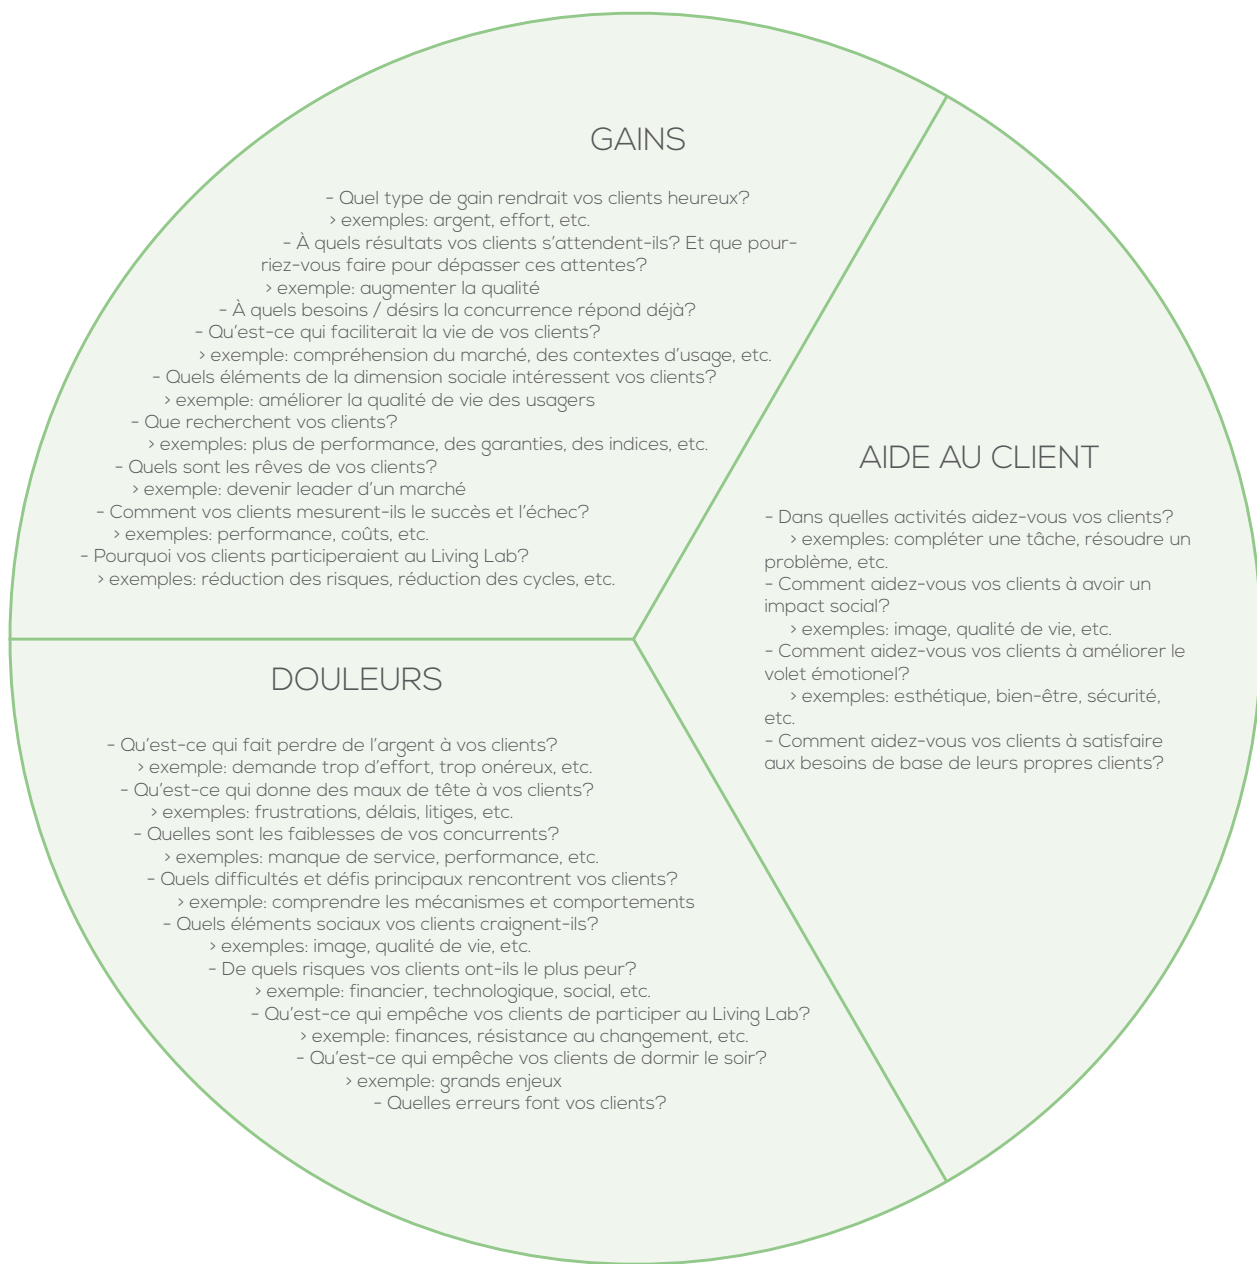 GAINS
- Quel type de gain rendrait vos clients heureux?
> exemples: argent, effort, etc.
- À quels résultats vos clients s'attendent-ils? Et que pour-
riez-vous faire pour dépasser ces attentes?
> exemple: augmenter la qualité
- À quels besoins / désirs la concurrence répond déjà?
- Qu'est-ce qui faciliterait la vie de vos clients?
> exemple: compréhension du marché, des contextes d'usage, etc.
- Quels éléments de la dimension sociale intéressent vos clients?
> exemple: améliorer la qualité de vie des usagers
- Que recherchent vos clients?
> exemples: plus de performance, des garanties, des indices, etc.
- Quels sont les rêves de vos clients?
> exemple: devenir leader d'un marché
- Comment vos clients mesurent-ils le succès et l'échec?
> exemples: performance, coûts, etc.
- Pourquoi vos clients participeraient au Living Lab?
> exemples: réduction des risques, réduction des cycles, etc.
AIDE AU CLIENT
- Dans quelles activités aidez-vous vos clients?
> exemples: compléter une tâche, résoudre un
problème, etc.
- Comment aidez-vous vos clients à avoir un
impact social?
> exemples: image, qualité de vie, etc.
- Comment aidez-vous vos clients à améliorer le
volet émotionel?
> exemples: esthétique, bien-être, sécurité,
etc.
- Comment aidez-vous vos clients à satisfaire
aux besoins de base de leurs propres clients?
DOULEURS
- Qu'est-ce qui fait perdre de l'argent à vos clients?
> exemple: demande trop d'effort, trop onéreux, etc.
- Qu'est-ce qui donne des maux de tête à vos clients?
> exemples: frustrations, délais, litiges, etc.
- Quelles sont les faiblesses de vos concurrents?
> exemples: manque de service, performance, etc.
- Quels difficultés et défis principaux rencontrent vos clients?
> exemple: comprendre les mécanismes et comportements
- Quels éléments sociaux vos clients craignent-ils?
> exemples: image, qualité de vie, etc.
- De quels risques vos clients ont-ils le plus peur?
> exemple: financier, technologique, social, etc.
- Qu'est-ce qui empêche vos clients de participer au Living Lab?
> exemple: finances, résistance au changement, etc.
- Qu'est-ce qui empêche vos clients de dormir le soir?
> exemple: grands enjeux
- Quelles erreurs font vos clients?